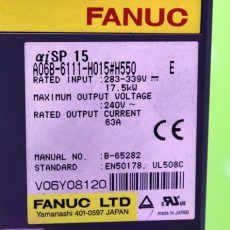 FANUC
αiSP 15
A06B-6111-H015#H550 E
RATED INPUT :283-339V ⎓
17.5kW
MAXIMUM OUTPUT VOLTAGE
:240V ~
RATED OUTPUT CURRENT
63A
MANUAL NO. :B-65282
STANDARD :EN50178, UL508C
V06Y08120
FANUC LTD
Yamanashi 401-0597 JAPAN